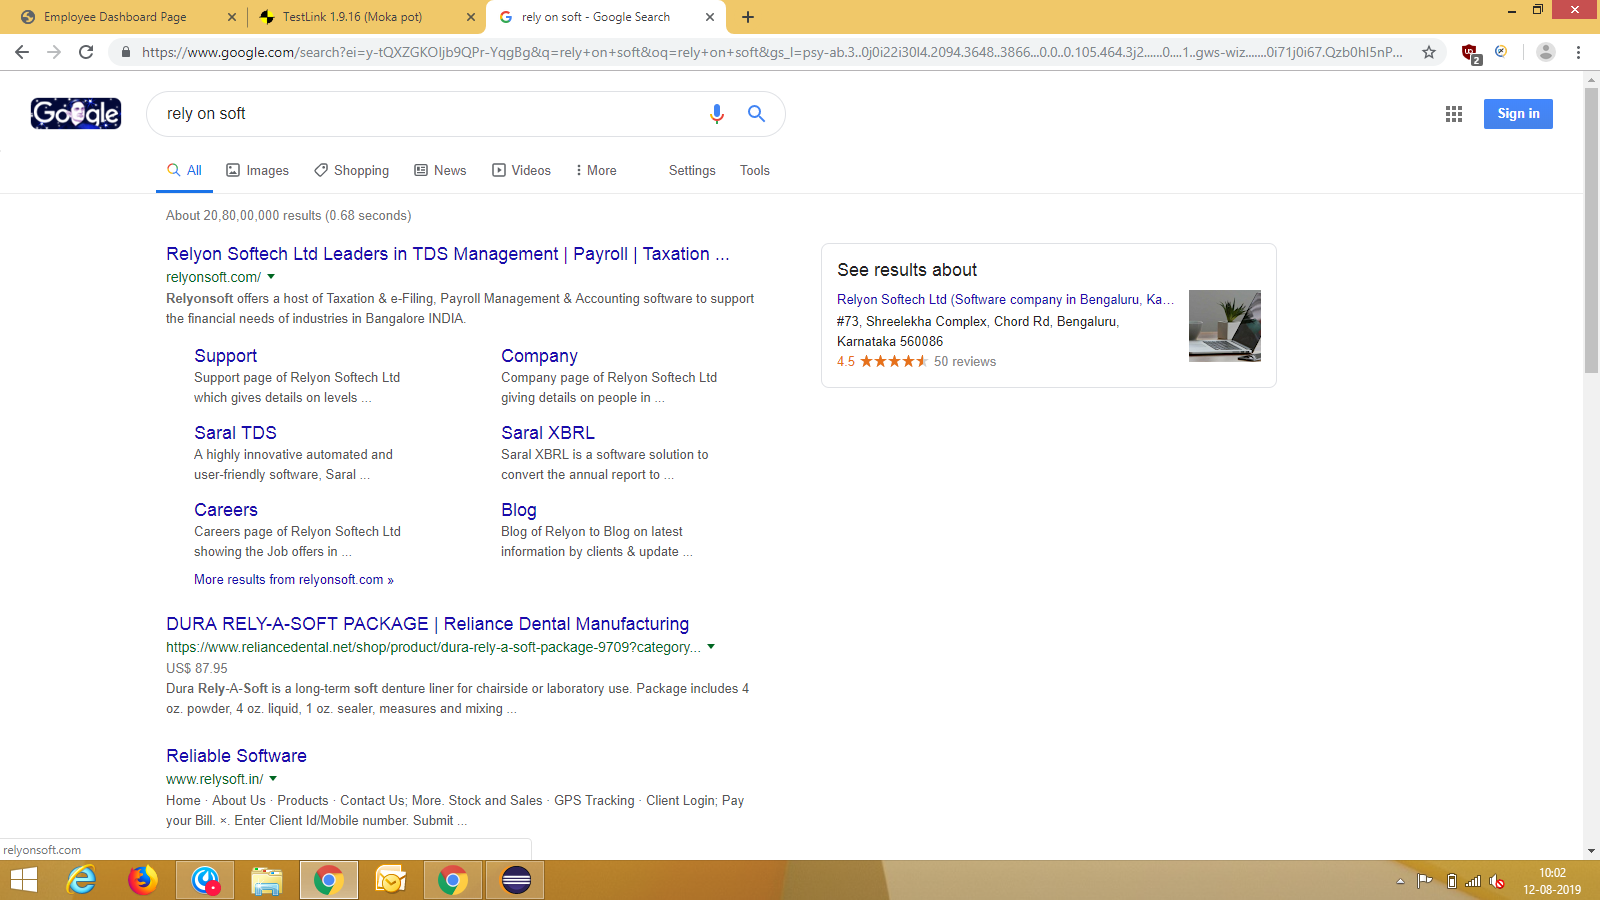 Employee Dashboard Page
TestLink 1.9.16 (Moka pot)
rely on soft - Google Search
https://www.google.com/search?ei=y-tQXZGKOIjb9QPr-YqgBg&q=rely+on+soft&oq=rely+on+soft&gs_l=psy-ab.3..0j0i22i30l4.2094.3648..3866...0.0..0.105.464.3j2......0....1..gws-wiz.......0i71j0i67.Qzb0hI5nP...
2
Google
rely on soft
Sign in
All
Images
Shopping
News
Videos
More
Settings
Tools
About 20,80,00,000 results (0.68 seconds)
Relyon Softech Ltd Leaders in TDS Management | Payroll | Taxation ...
relyonsoft.com/
Relyonsoft offers a host of Taxation & e-Filing, Payroll Management & Accounting software to support
the financial needs of industries in Bangalore INDIA.
Support
Support page of Relyon Softech Ltd
which gives details on levels ...
Company
Company page of Relyon Softech Ltd
giving details on people in ...
Saral TDS
A highly innovative automated and
user-friendly software, Saral ...
Saral XBRL
Saral XBRL is a software solution to
convert the annual report to ...
Careers
Careers page of Relyon Softech Ltd
showing the Job offers in ...
Blog
Blog of Relyon to Blog on latest
information by clients & update ...
More results from relyonsoft.com »
DURA RELY-A-SOFT PACKAGE | Reliance Dental Manufacturing
https://www.reliancedental.net/shop/product/dura-rely-a-soft-package-9709?category...
US$ 87.95
Dura Rely-A-Soft is a long-term soft denture liner for chairside or laboratory use. Package includes 4
oz. powder, 4 oz. liquid, 1 oz. sealer, measures and mixing ...
Reliable Software
www.relysoft.in/
Home · About Us · Products · Contact Us; More. Stock and Sales · GPS Tracking · Client Login; Pay
your Bill. ×. Enter Client Id/Mobile number. Submit ...
See results about
Relyon Softech Ltd (Software company in Bengaluru, Ka...
#73, Shreelekha Complex, Chord Rd, Bengaluru,
Karnataka 560086
4.5 50 reviews
relyonsoft.com
10:02
12-08-2019